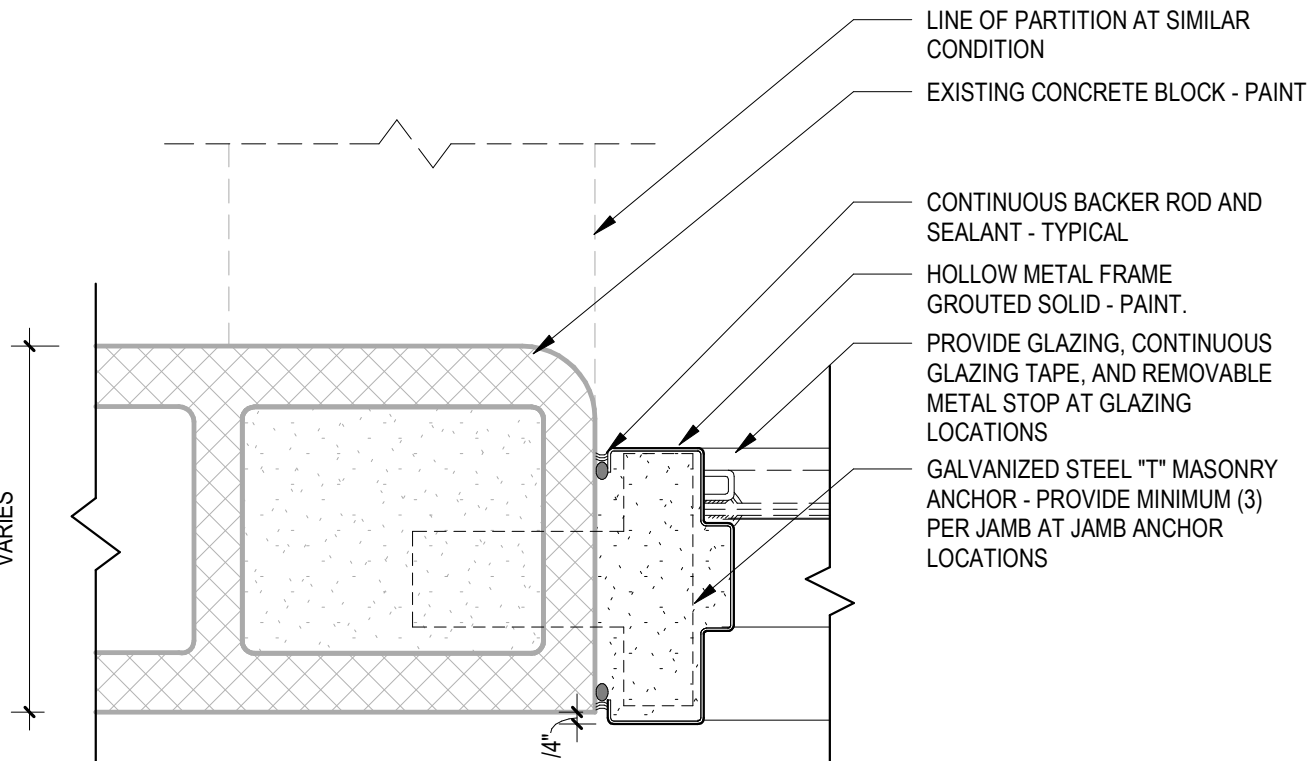 LINE OF PARTITION AT SIMILAR
CONDITION
EXISTING CONCRETE BLOCK - PAINT
CONTINUOUS BACKER ROD AND
SEALANT - TYPICAL
HOLLOW METAL FRAME
GROUTED SOLID - PAINT.
PROVIDE GLAZING, CONTINUOUS
GLAZING TAPE, AND REMOVABLE
METAL STOP AT GLAZING
LOCATIONS
GALVANIZED STEEL "T" MASONRY
ANCHOR - PROVIDE MINIMUM (3)
PER JAMB AT JAMB ANCHOR
LOCATIONS
VARIES
/4"